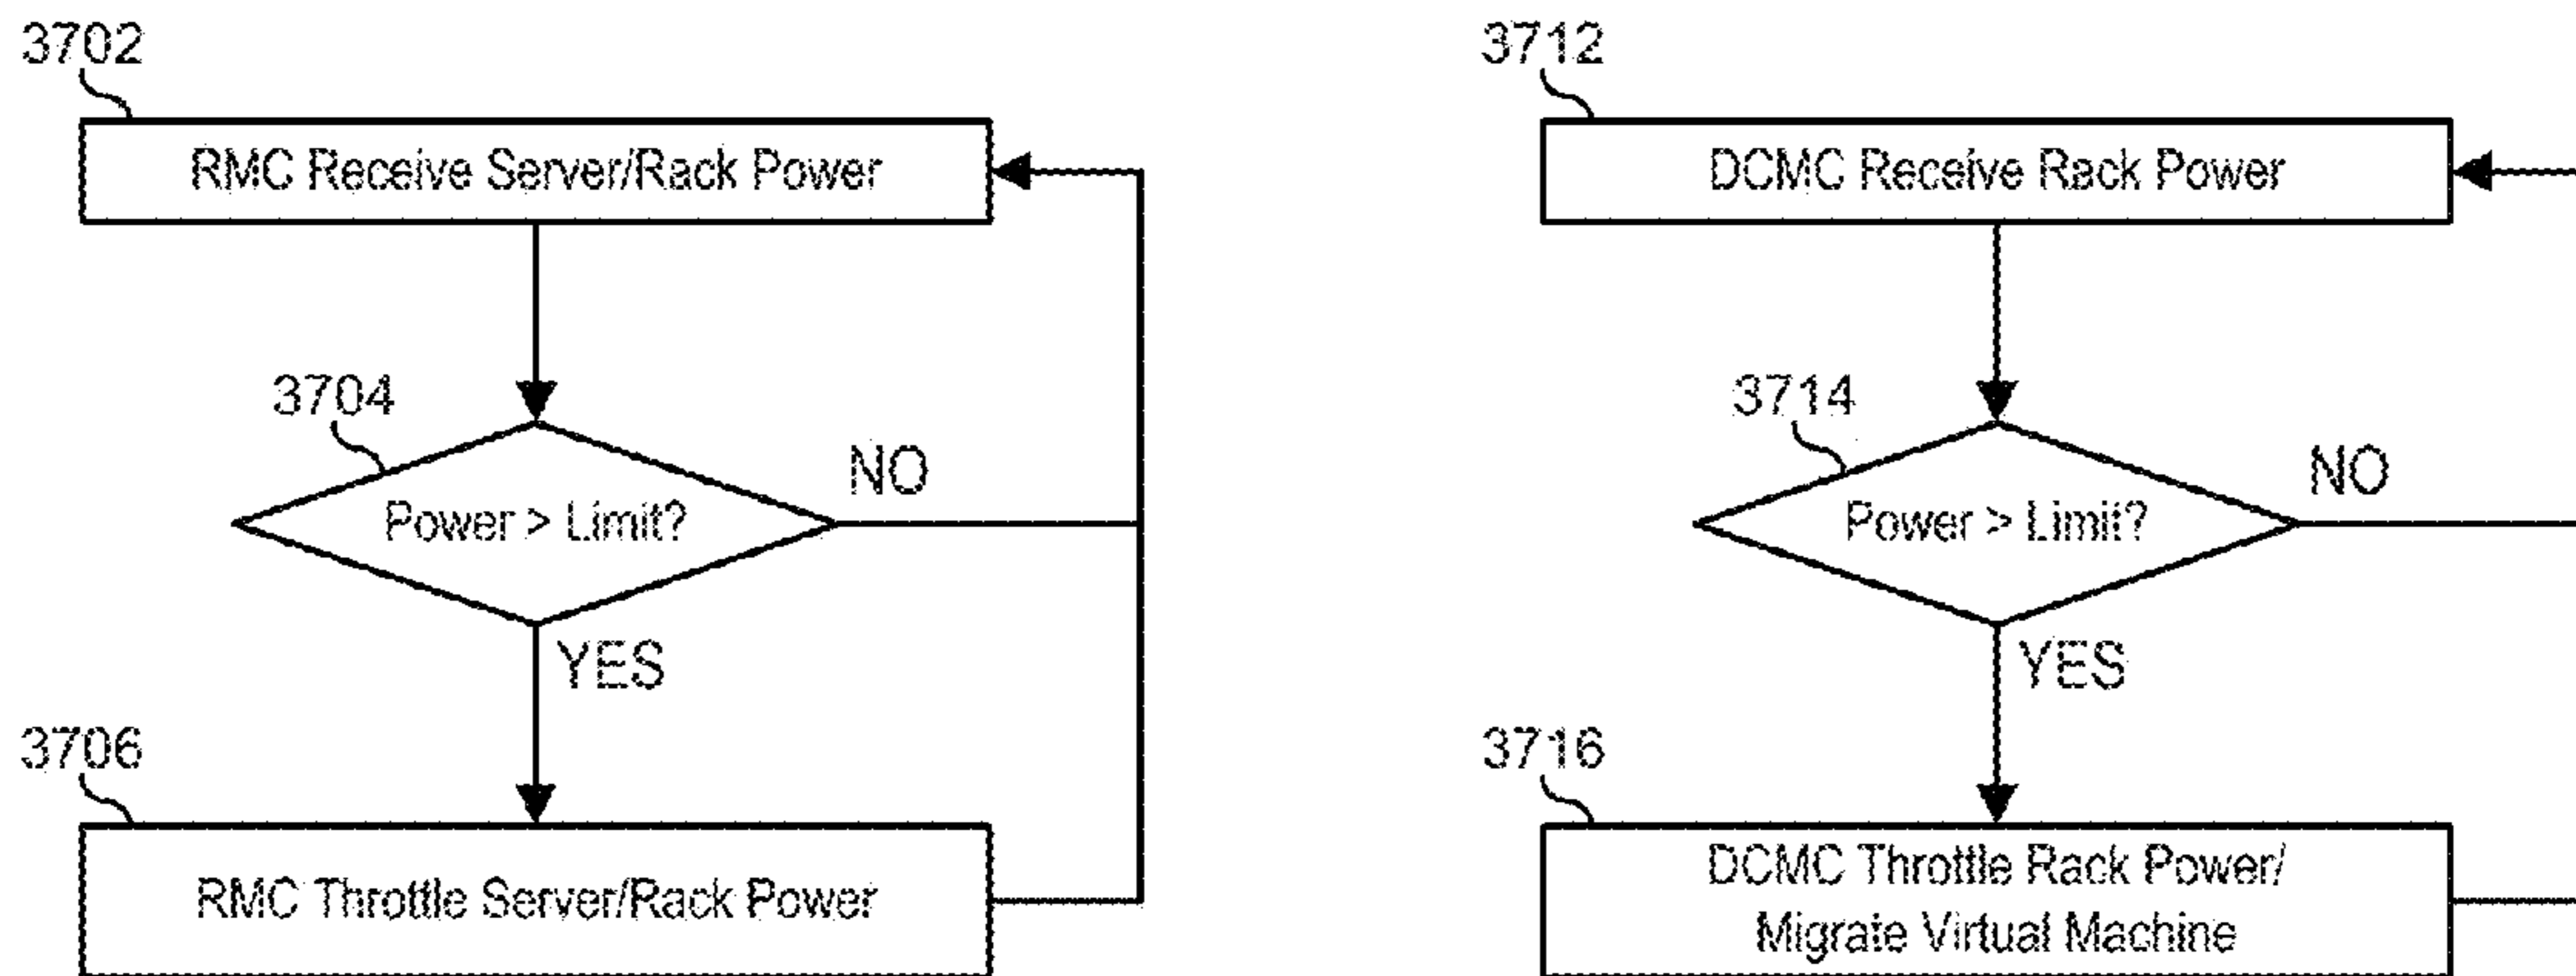 3702
RMC Receive Server/Rack Power
3704
Power > Limit?
NO
YES
3706
RMC Throttle Server/Rack Power
3712
DCMC Receive Rack Power
3714
Power > Limit?
NO
YES
3716
DCMC Throttle Rack Power/
Migrate Virtual Machine